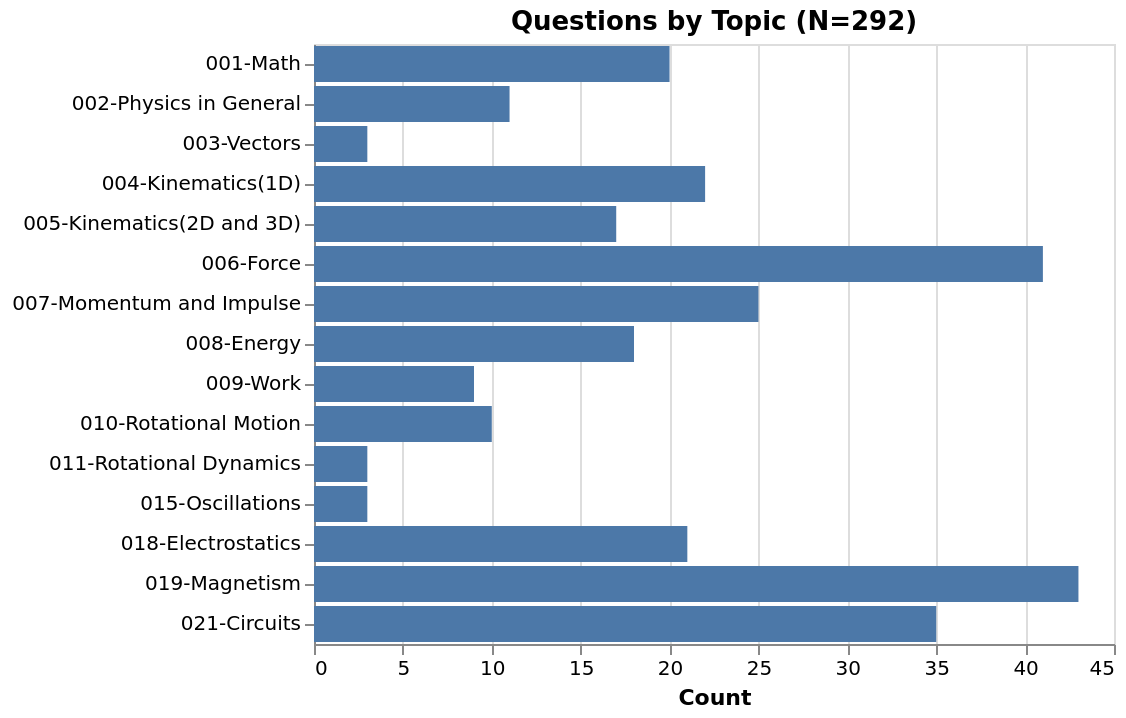 Questions by Topic (N=292)
001-Math
002-Physics in General
003-Vectors
004-Kinematics(1D)
005-Kinematics(2D and 3D)
006-Force
007-Momentum and Impulse
008-Energy
009-Work
010-Rotational Motion
011-Rotational Dynamics
015-Oscillations
018-Electrostatics
019-Magnetism
021-Circuits
0 5 10 15 20 25 30 35 40 45
Count